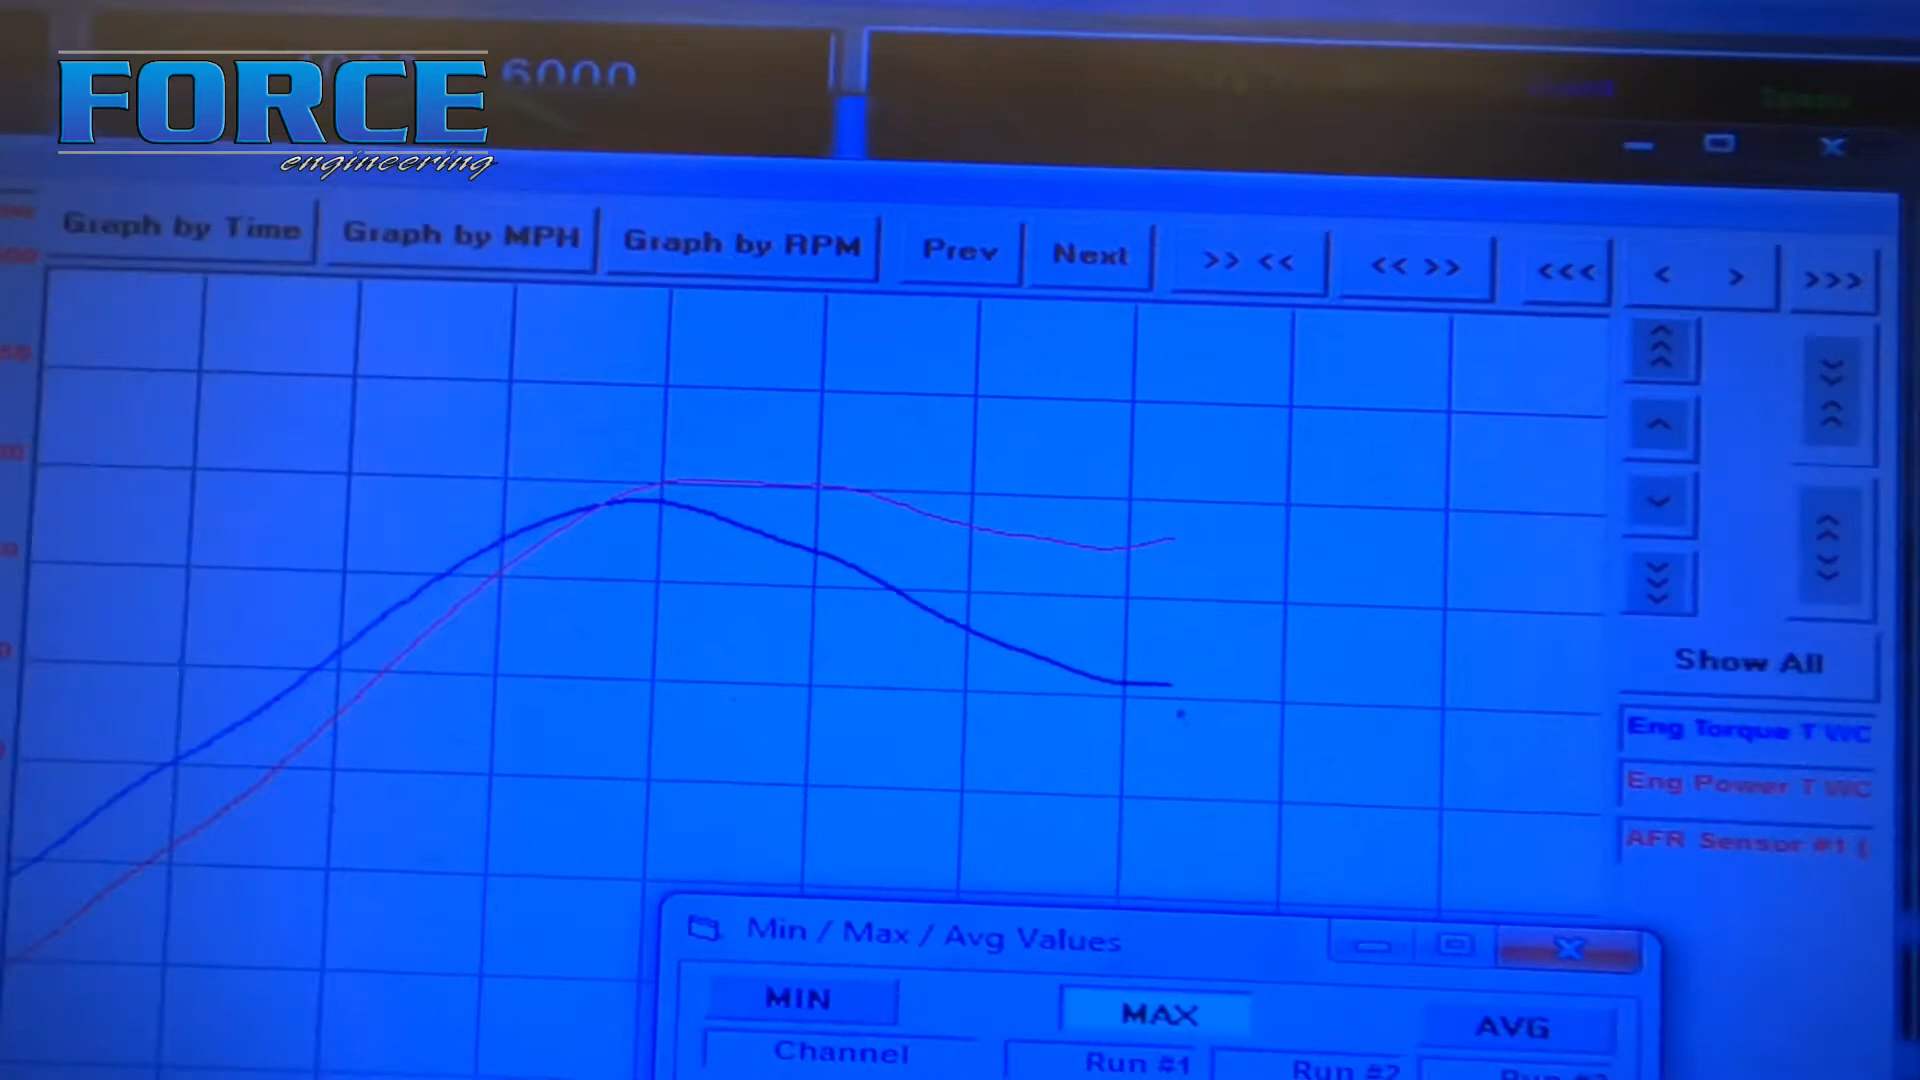 FORCE
engineering
6000
Graph by Time
Graph by MPH
Graph by RPM
Prev
Next
>> <<
<< >>
<<<
<
>
>>>
Show All
Eng Torque T WC
Eng Power T WC
AFR Sensor #1 (
Min / Max / Avg Values
MIN
MAX
AVG
Channel
Run #1
Run #2